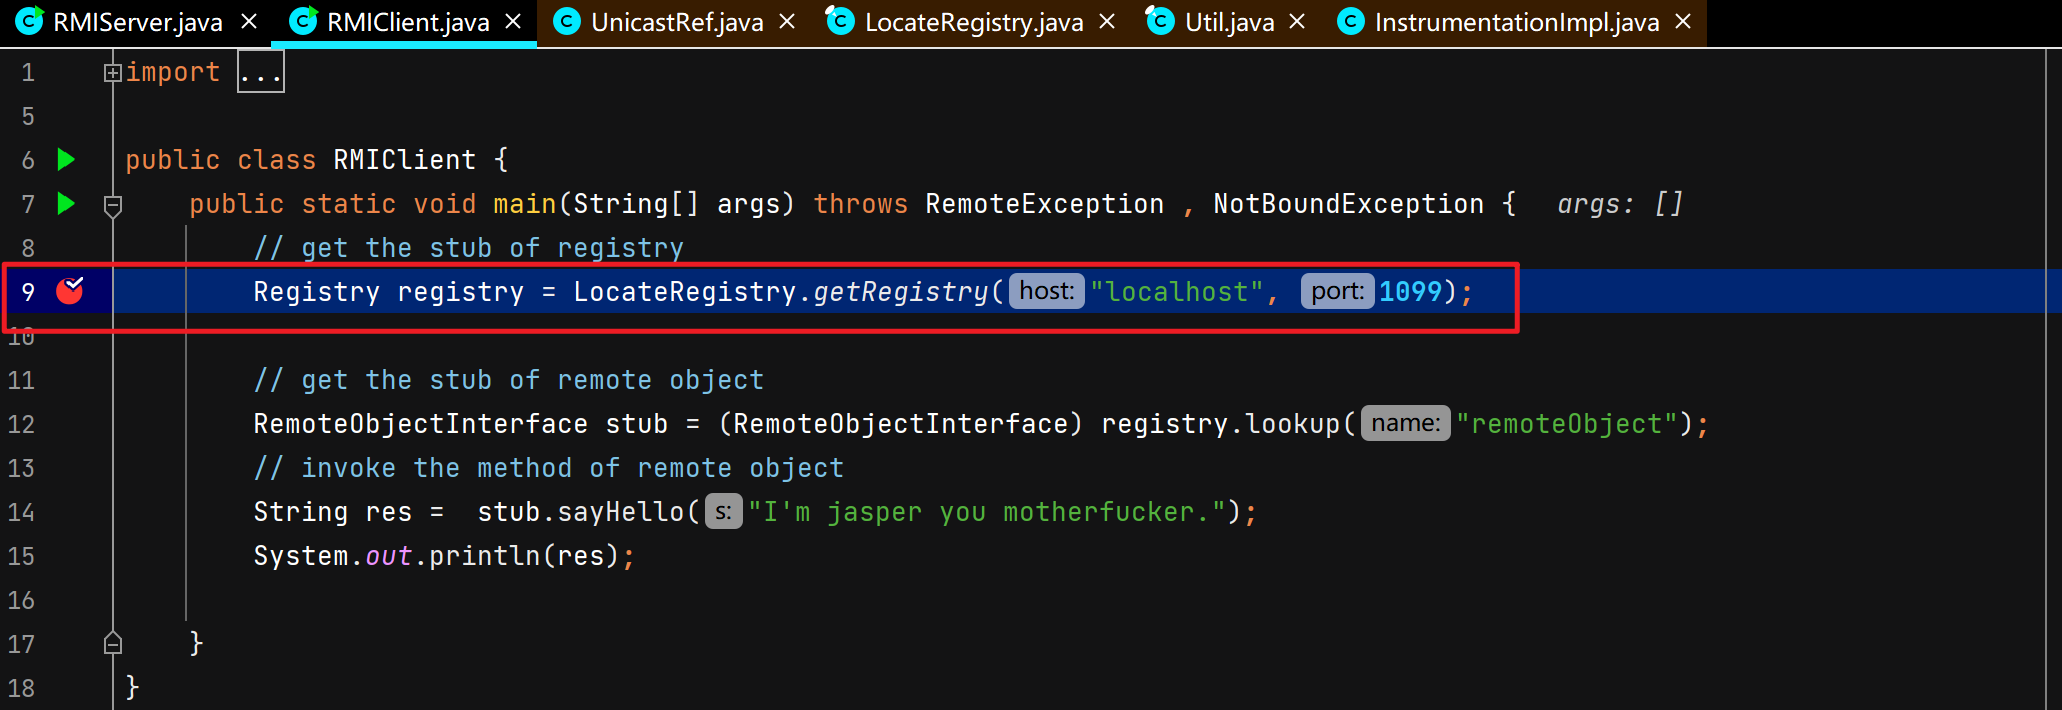 RMIServer.java RMIClient.java UnicastRef.java LocateRegistry.java Util.java InstrumentationImpl.java
1 import ...
5
6 public class RMIClient {
7 public static void main(String[] args) throws RemoteException , NotBoundException { args: []
8 // get the stub of registry
9 Registry registry = LocateRegistry.getRegistry( host: "localhost", port: 1099);
10
11 // get the stub of remote object
12 RemoteObjectInterface stub = (RemoteObjectInterface) registry.lookup( name: "remoteObject");
13 // invoke the method of remote object
14 String res = stub.sayHello( s: "I'm jasper you motherfucker.");
15 System.out.println(res);
16
17 }
18 }